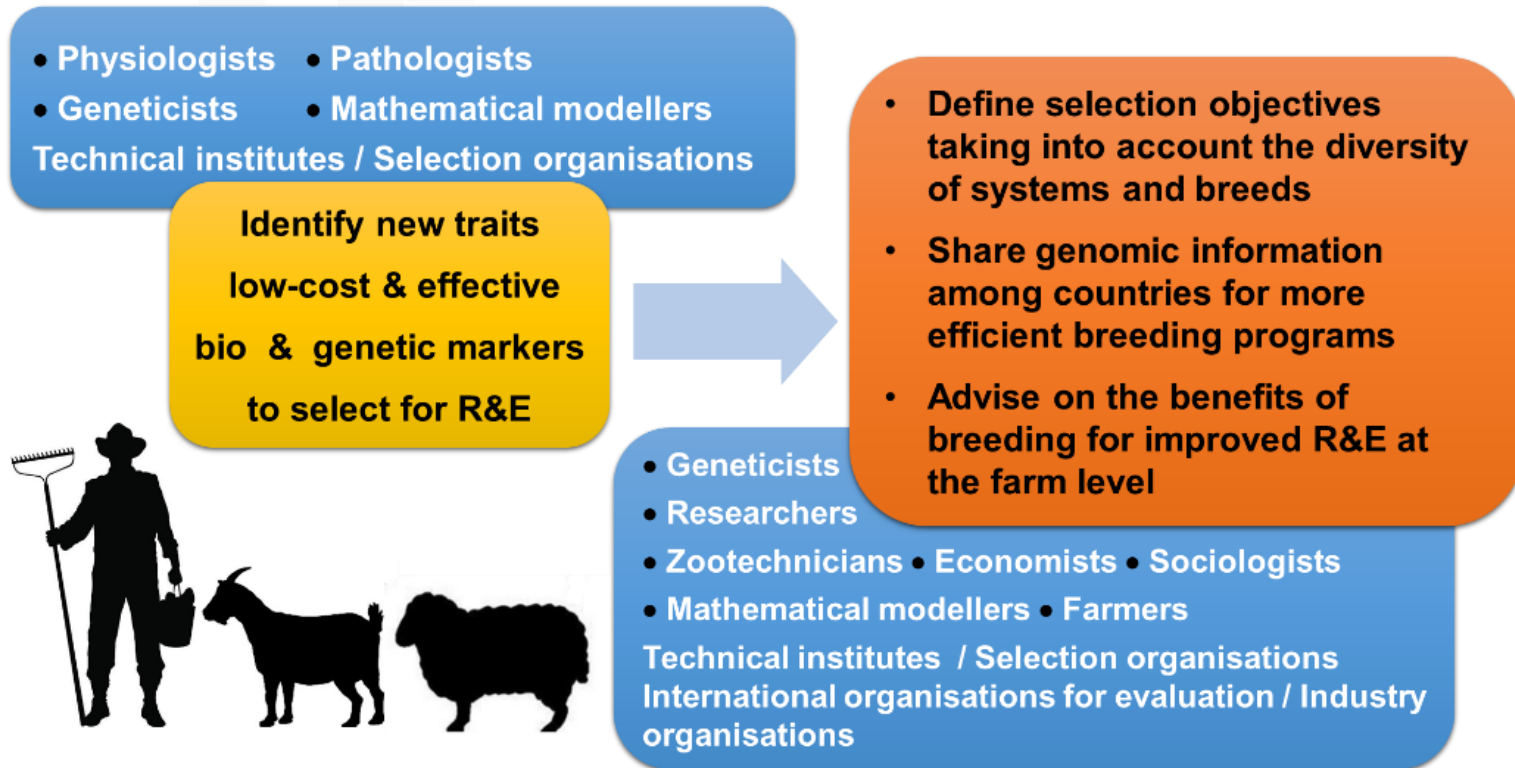 • Physiologists • Pathologists
• Geneticists • Mathematical modellers
Technical institutes / Selection organisations
Identify new traits
low-cost & effective
bio & genetic markers
to select for R&E
• Define selection objectives
taking into account the diversity
of systems and breeds
• Share genomic information
among countries for more
efficient breeding programs
• Advise on the benefits of
breeding for improved R&E at
the farm level
• Geneticists
• Researchers
• Zootechnicians • Economists • Sociologists
• Mathematical modellers • Farmers
Technical institutes / Selection organisations
International organisations for evaluation / Industry
organisations